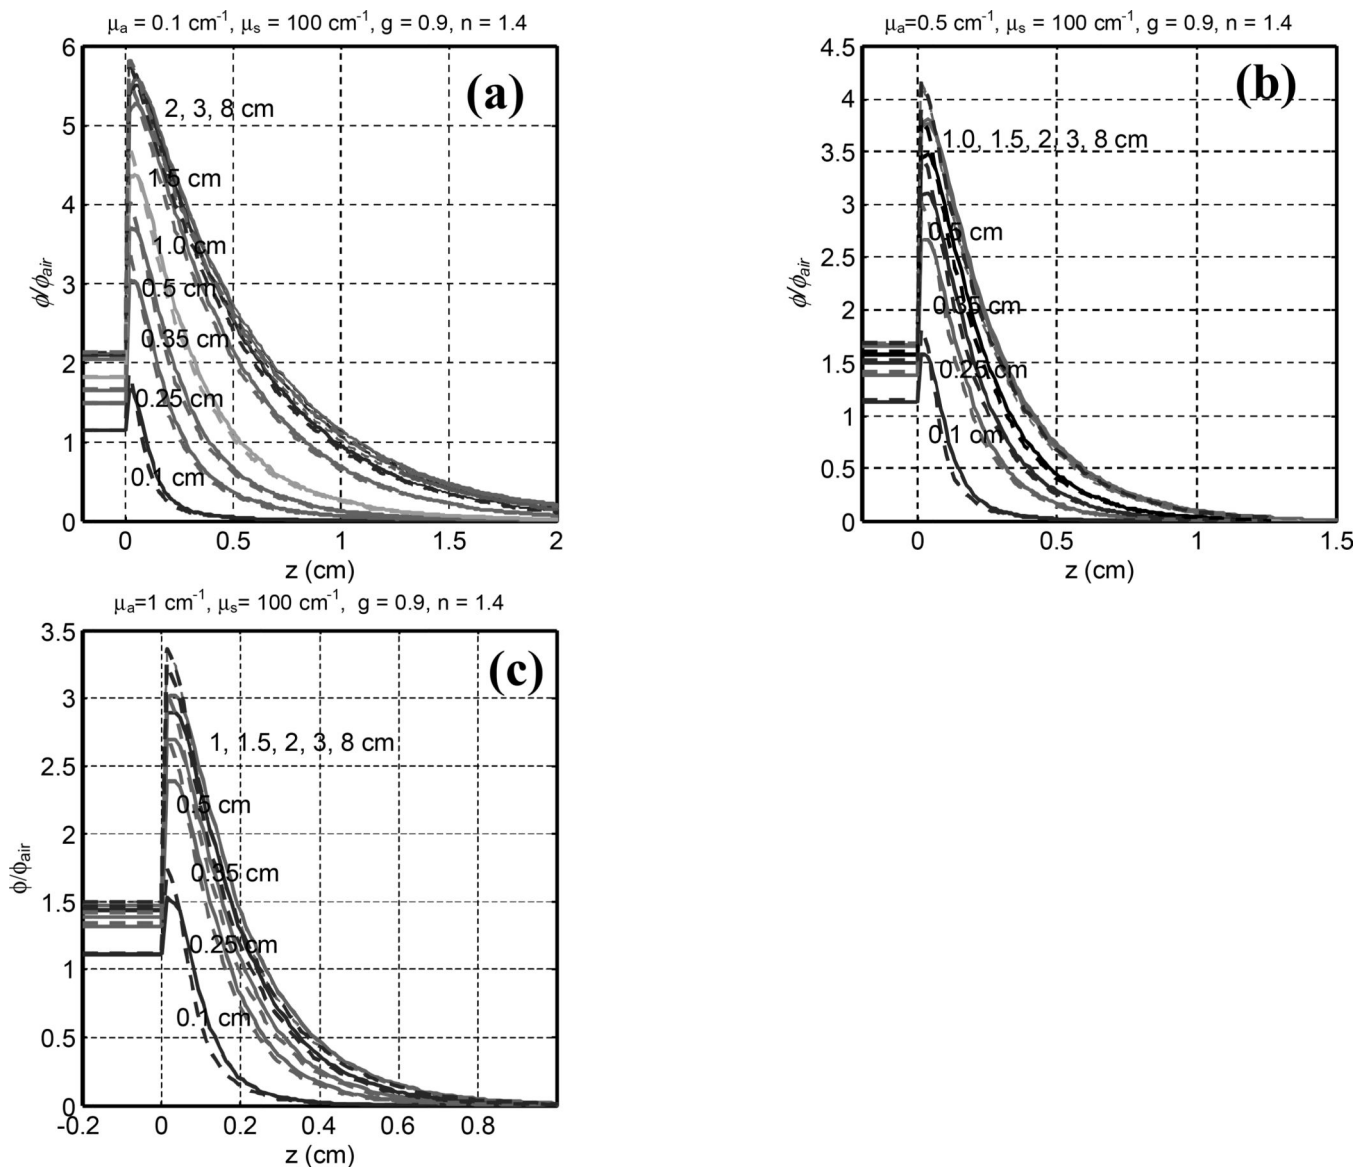 μa = 0.1 cm-1, μs = 100 cm-1, g = 0.9, n = 1.4
(a)
6
5
4
3
2
1
0
ϕ/ϕair
2, 3, 8 cm
1.5 cm
1.0 cm
0.5 cm
0.35 cm
0.25 cm
0.1 cm
0 0.5 1 1.5 2
z (cm)
μa=0.5 cm-1, μs = 100 cm-1, g = 0.9, n = 1.4
(b)
4.5
4
3.5
3
2.5
2
1.5
1
0.5
0
ϕ/ϕair
1.0, 1.5, 2, 3, 8 cm
0.5 cm
0.35 cm
0.25 cm
0.1 cm
0 0.5 1 1.5
z (cm)
μa=1 cm-1, μs= 100 cm-1, g = 0.9, n = 1.4
(c)
3.5
3
2.5
2
1.5
1
0.5
0
ϕ/ϕair
1, 1.5, 2, 3, 8 cm
0.5 cm
0.35 cm
0.25 cm
0.1 cm
-0.2 0 0.2 0.4 0.6 0.8
z (cm)